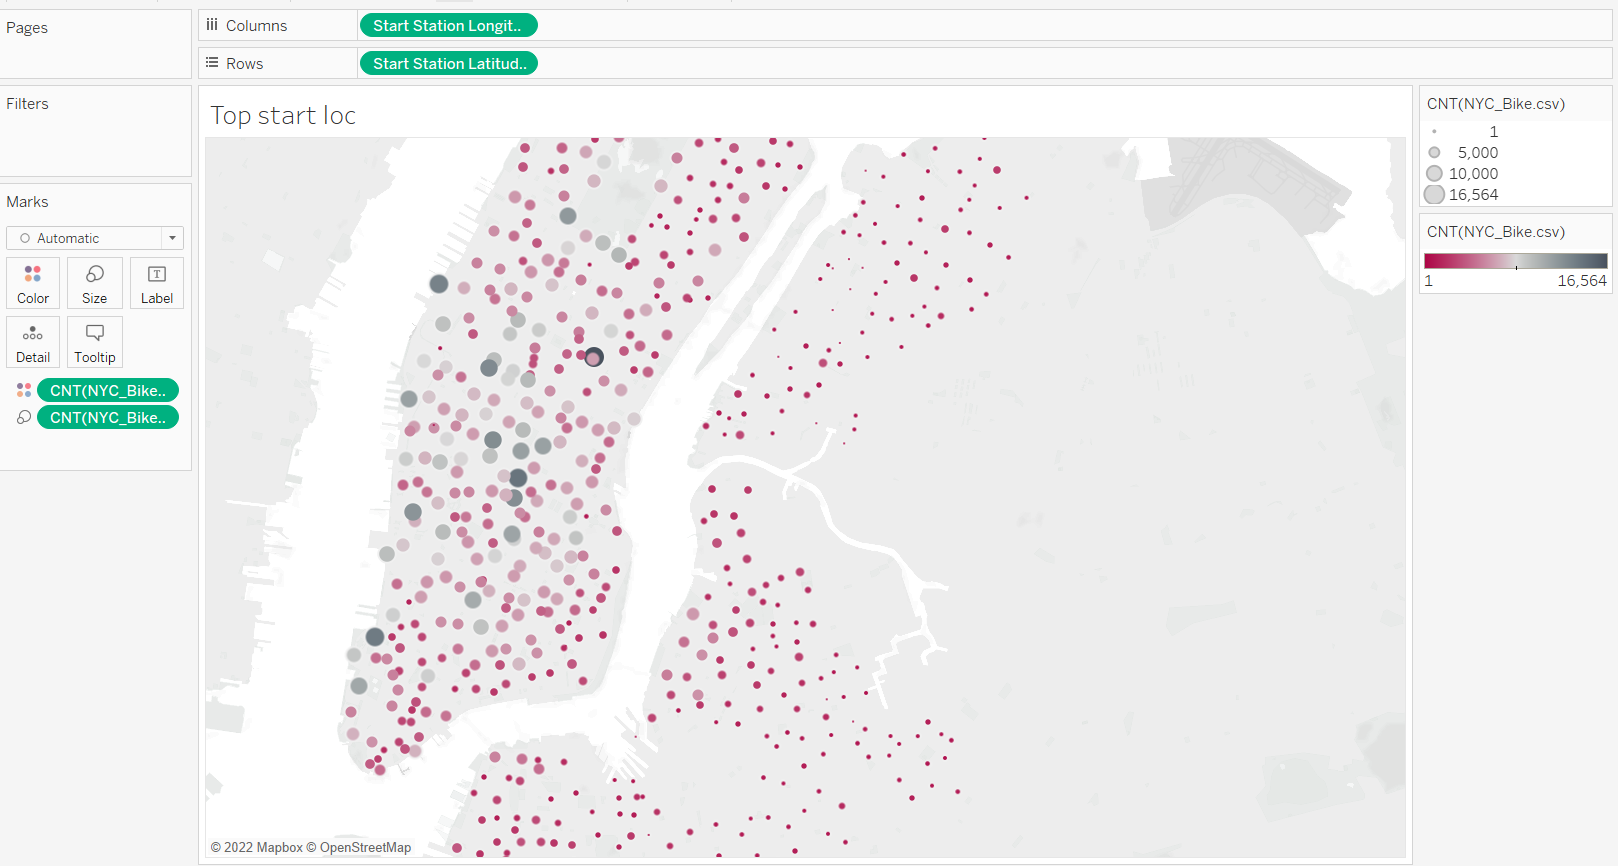 Pages
Columns
Start Station Longit..
Rows
Start Station Latitud..
Filters
Marks
Automatic
Color
Size
Label
Detail
Tooltip
CNT(NYC_Bike..
CNT(NYC_Bike..
Top start loc
© 2022 Mapbox © OpenStreetMap
CNT(NYC_Bike.csv)
1
5,000
10,000
16,564
CNT(NYC_Bike.csv)
1 16,564